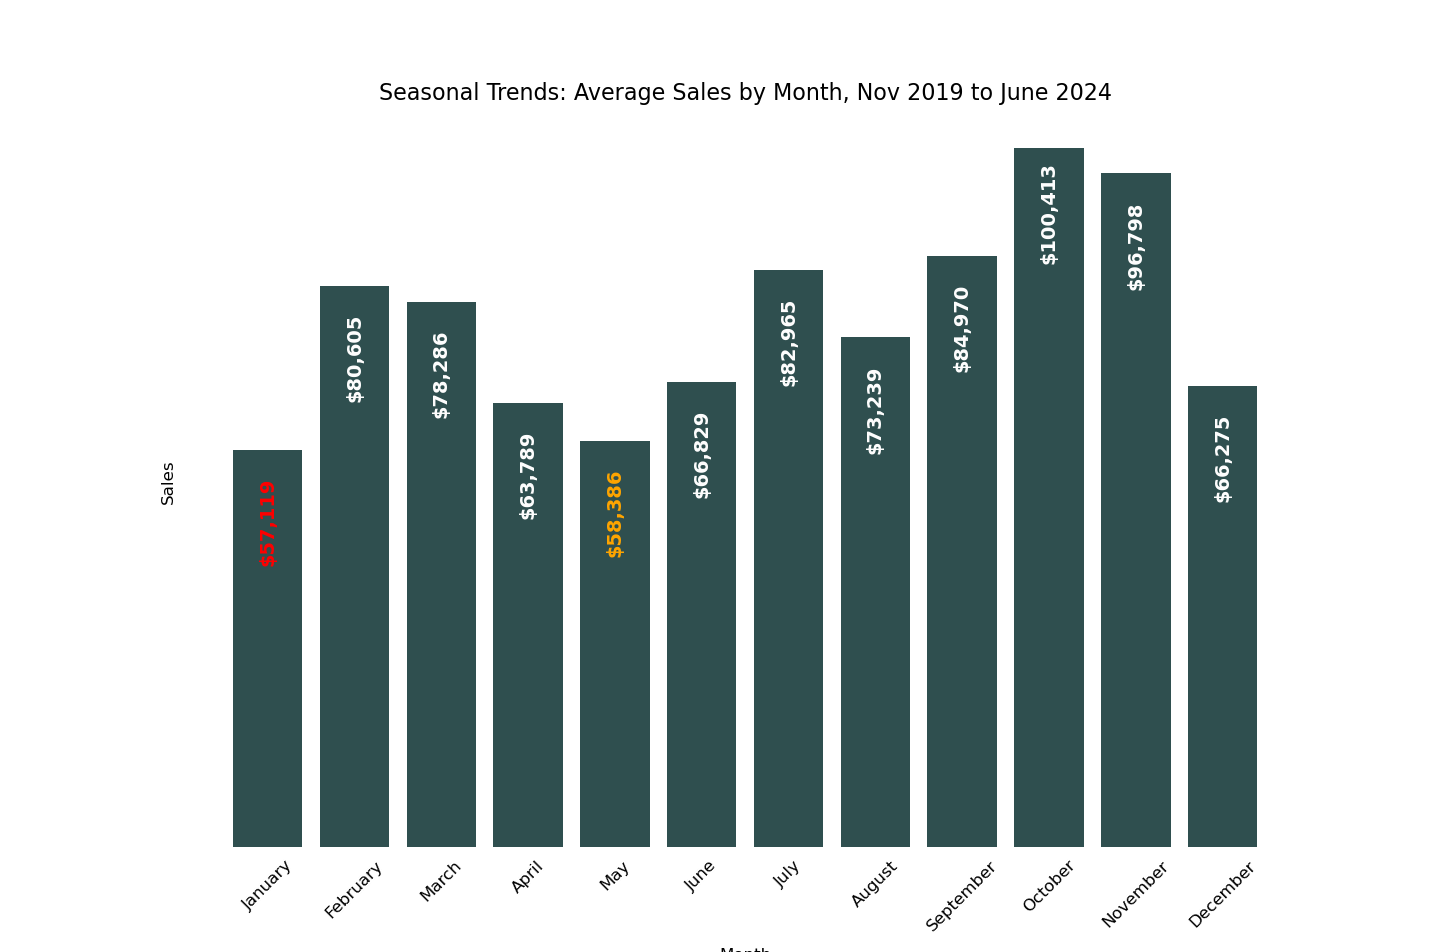 Seasonal Trends: Average Sales by Month, Nov 2019 to June 2024
Sales
$57,119
$80,605
$78,286
$63,789
$58,386
$66,829
$82,965
$73,239
$84,970
$100,413
$96,798
$66,275
January
February
March
April
May
June
July
August
September
October
November
December
Month